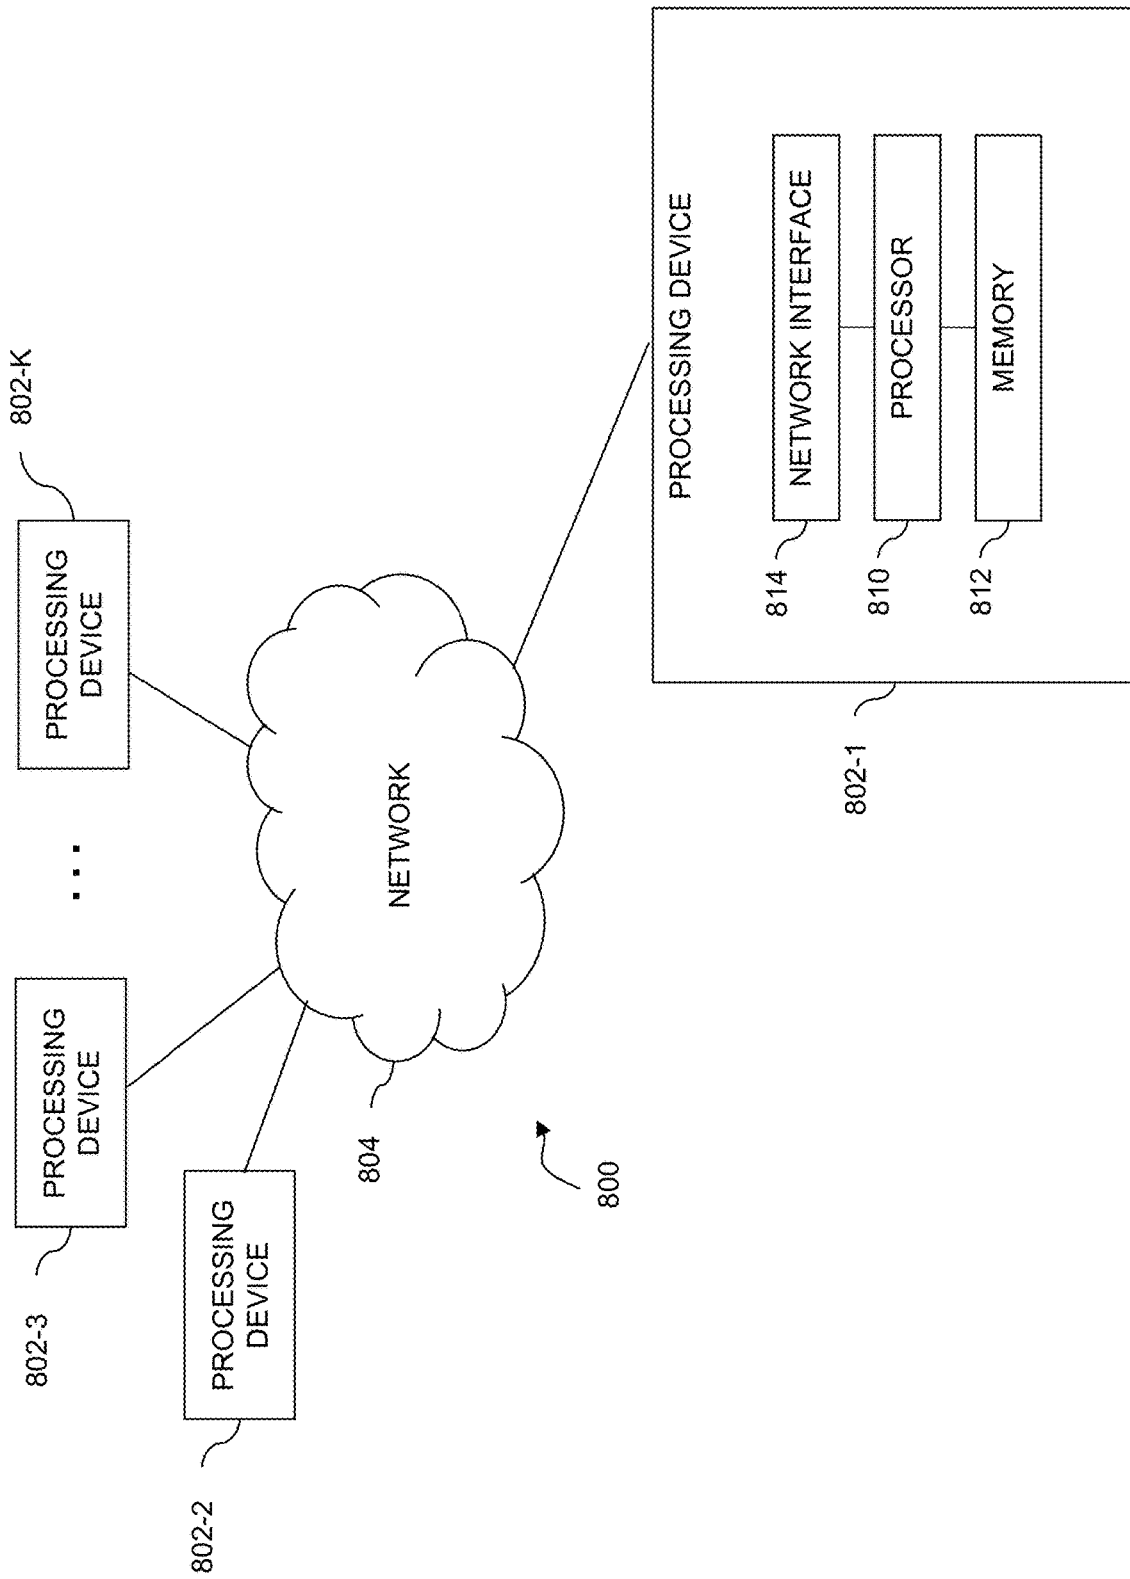 802-2
PROCESSING
DEVICE
802-3
PROCESSING
DEVICE
...
PROCESSING
DEVICE
802-K
NETWORK
804
800
802-1
PROCESSING DEVICE
814
NETWORK INTERFACE
810
PROCESSOR
812
MEMORY